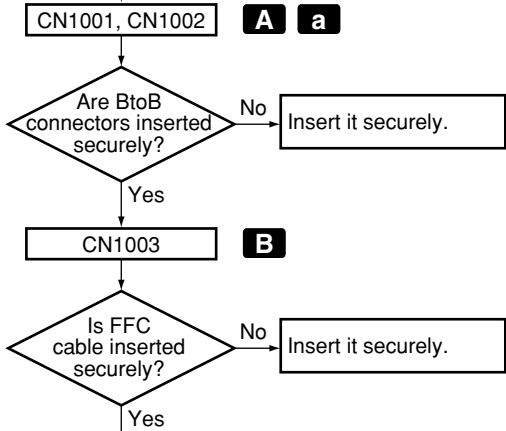 CN1001, CN1002
A a
Are BtoB
connectors inserted
securely?
No
Insert it securely.
Yes
CN1003
B
Is FFC
cable inserted
securely?
No
Insert it securely.
Yes